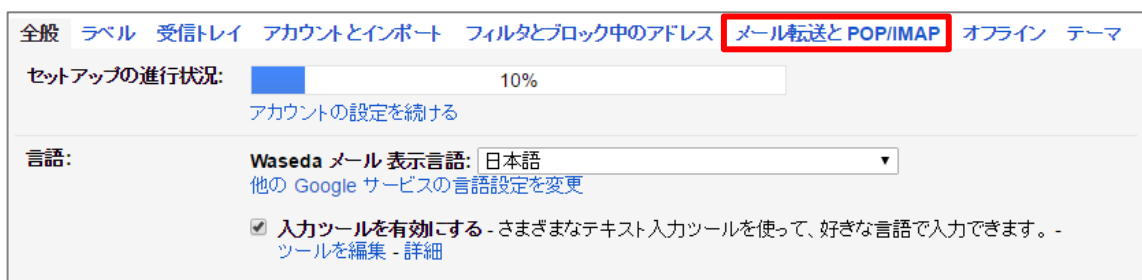 全般 ラベル 受信トレイ アカウントとインポート フィルタとブロック中のアドレス メール転送と POP/IMAP オフライン テーマ
セットアップの進行状況: 10%
アカウントの設定を続ける
言語: Waseda メール 表示言語: 日本語
他の Google サービスの言語設定を変更
入力ツールを有効にする - さまざまなテキスト入力ツールを使って、好きな言語で入力できます。 -
ツールを編集 - 詳細